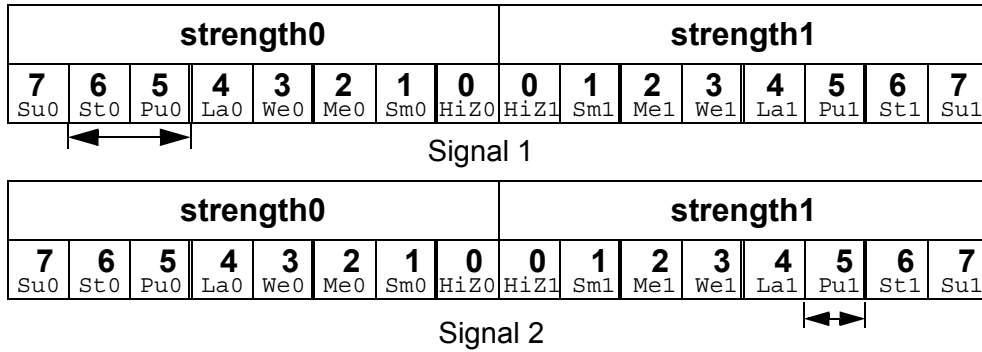 strength0 strength1
7 6 5 4 3 2 1 0 0 1 2 3 4 5 6 7
Su0 St0 Pu0 La0 We0 Me0 Sm0 HiZ0 HiZ1 Sm1 Me1 We1 La1 Pu1 St1 Su1
Signal 1
strength0 strength1
7 6 5 4 3 2 1 0 0 1 2 3 4 5 6 7
Su0 St0 Pu0 La0 We0 Me0 Sm0 HiZ0 HiZ1 Sm1 Me1 We1 La1 Pu1 St1 Su1
Signal 2